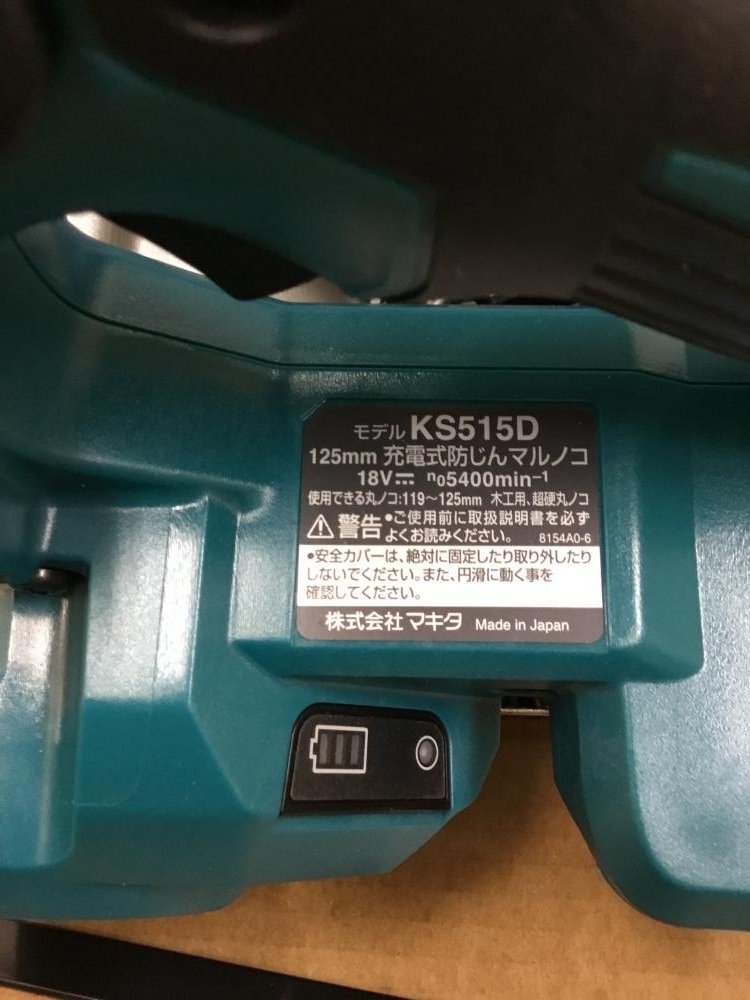 モデル KS515D
125mm 充電式防じんマルノコ
18V⎓ n₀5400min⁻¹
使用できる丸ノコ:119〜125mm 木工用、超硬丸ノコ
⚠警告 •ご使用前に取扱説明書を必ず
よくお読みください。 8154A0-6
•安全カバーは、絶対に固定したり取り外したり
しないでください。また、円滑に動く事を
確認してください。
株式会社マキタ Made in Japan